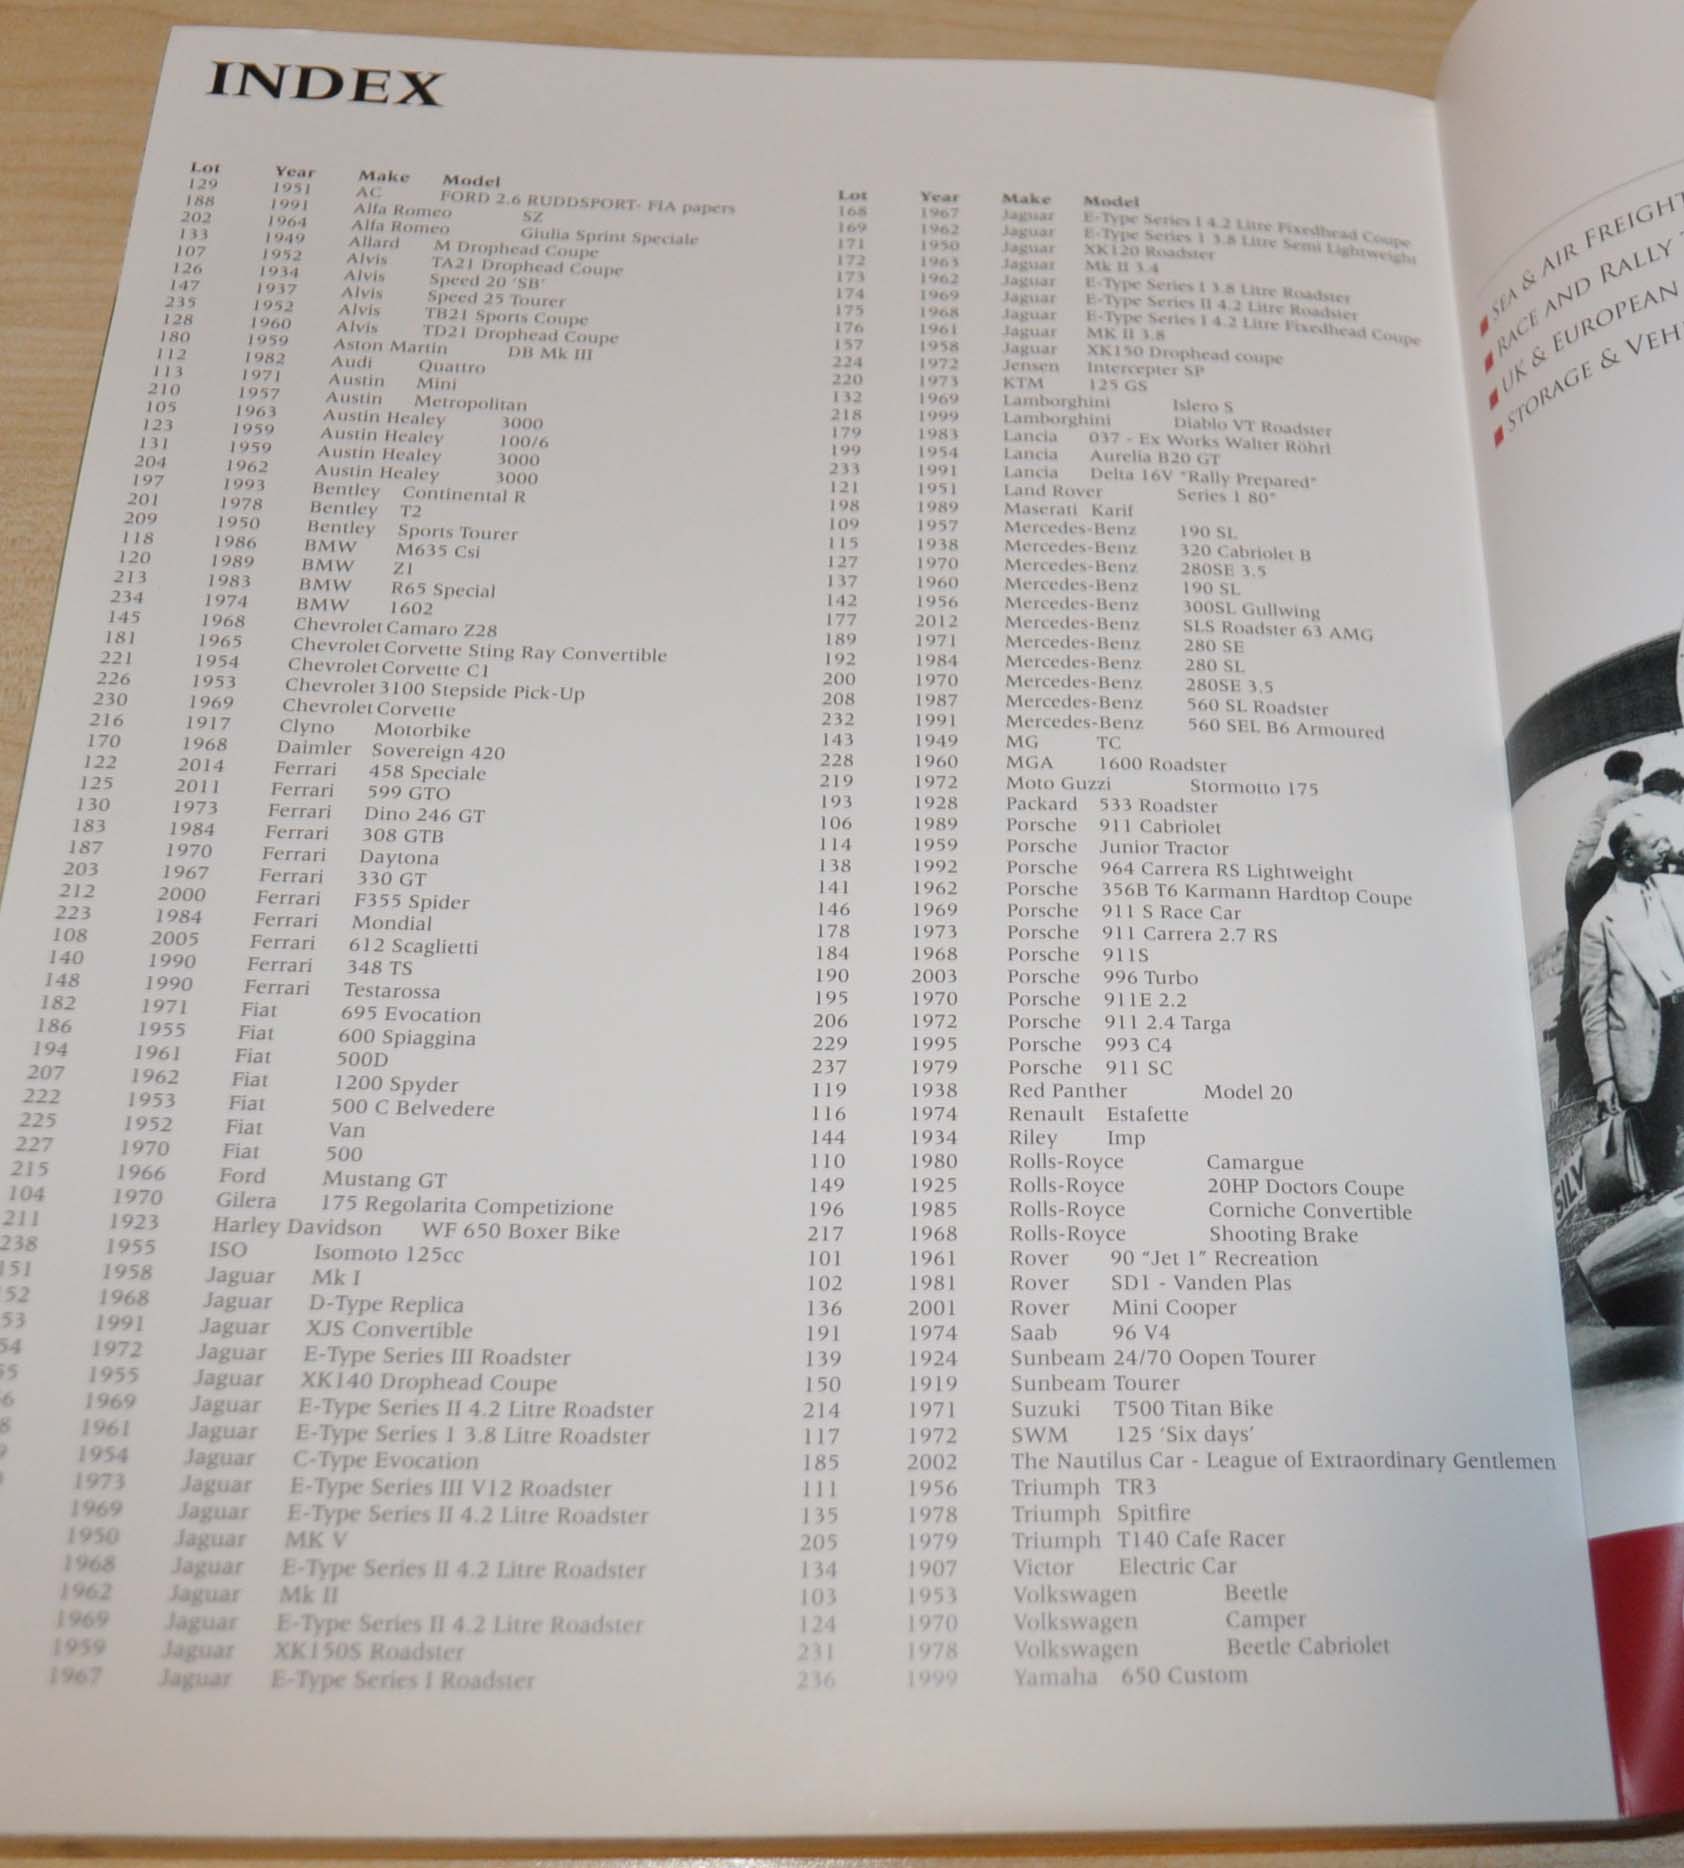 INDEX
Lot Year Make Model
129 1951 AC FORD 2.6 RUDDSPORT- FIA papers
188 1991 Alfa Romeo SZ
202 1964 Alfa Romeo Giulia Sprint Speciale
133 1949 Allard M Drophead Coupe
107 1952 Alvis TA21 Drophead Coupe
126 1934 Alvis Speed 20 'SB'
147 1937 Alvis Speed 25 Tourer
235 1952 Alvis TB21 Sports Coupe
128 1960 Alvis TD21 Drophead Coupe
180 1959 Aston Martin DB Mk III
112 1982 Audi Quattro
113 1971 Austin Mini
210 1957 Austin Metropolitan
105 1963 Austin Healey 3000
123 1959 Austin Healey 100/6
131 1959 Austin Healey 3000
204 1962 Austin Healey 3000
197 1993 Bentley Continental R
201 1978 Bentley T2
209 1950 Bentley Sports Tourer
118 1986 BMW M635 Csi
120 1989 BMW Z1
213 1983 BMW R65 Special
234 1974 BMW 1602
145 1968 Chevrolet Camaro Z28
181 1965 Chevrolet Corvette Sting Ray Convertible
221 1954 Chevrolet Corvette C1
226 1953 Chevrolet 3100 Stepside Pick-Up
230 1969 Chevrolet Corvette
216 1917 Clyno Motorbike
170 1968 Daimler Sovereign 420
122 2014 Ferrari 458 Speciale
125 2011 Ferrari 599 GTO
130 1973 Ferrari Dino 246 GT
183 1984 Ferrari 308 GTB
187 1970 Ferrari Daytona
203 1967 Ferrari 330 GT
212 2000 Ferrari F355 Spider
223 1984 Ferrari Mondial
108 2005 Ferrari 612 Scaglietti
140 1990 Ferrari 348 TS
148 1990 Ferrari Testarossa
182 1971 Fiat 695 Evocation
186 1955 Fiat 600 Spiaggina
194 1961 Fiat 500D
207 1962 Fiat 1200 Spyder
222 1953 Fiat 500 C Belvedere
225 1952 Fiat Van
227 1970 Fiat 500
215 1966 Ford Mustang GT
104 1970 Gilera 175 Regolarita Competizione
211 1923 Harley Davidson WF 650 Boxer Bike
238 1955 ISO Isomoto 125cc
151 1958 Jaguar Mk I
52 1968 Jaguar D-Type Replica
53 1991 Jaguar XJS Convertible
54 1972 Jaguar E-Type Series III Roadster
5 1955 Jaguar XK140 Drophead Coupe
6 1969 Jaguar E-Type Series II 4.2 Litre Roadster
8 1961 Jaguar E-Type Series 1 3.8 Litre Roadster
1954 Jaguar C-Type Evocation
1973 Jaguar E-Type Series III V12 Roadster
1969 Jaguar E-Type Series II 4.2 Litre Roadster
1950 Jaguar MK V
1968 Jaguar E-Type Series II 4.2 Litre Roadster
1962 Jaguar Mk II
1969 Jaguar E-Type Series II 4.2 Litre Roadster
1959 Jaguar XK150S Roadster
1967 Jaguar E-Type Series I Roadster
Lot Year Make Model
168 1967 Jaguar E-Type Series I 4.2 Litre Fixedhead Coupe
169 1962 Jaguar E-Type Series 1 3.8 Litre Semi Lightweight
171 1950 Jaguar XK120 Roadster
172 1963 Jaguar Mk II 3.4
173 1962 Jaguar E-Type Series I 3.8 Litre Roadster
174 1969 Jaguar E-Type Series II 4.2 Litre Roadster
175 1968 Jaguar E-Type Series I 4.2 Litre Fixedhead Coupe
176 1961 Jaguar MK II 3.8
157 1958 Jaguar XK150 Drophead coupe
224 1972 Jensen Intercepter SP
220 1973 KTM 125 GS
132 1969 Lamborghini Islero S
218 1999 Lamborghini Diablo VT Roadster
179 1983 Lancia 037 - Ex Works Walter Röhrl
199 1954 Lancia Aurelia B20 GT
233 1991 Lancia Delta 16V "Rally Prepared"
121 1951 Land Rover Series 1 80"
198 1989 Maserati Karif
109 1957 Mercedes-Benz 190 SL
115 1938 Mercedes-Benz 320 Cabriolet B
127 1970 Mercedes-Benz 280SE 3.5
137 1960 Mercedes-Benz 190 SL
142 1956 Mercedes-Benz 300SL Gullwing
177 2012 Mercedes-Benz SLS Roadster 63 AMG
189 1971 Mercedes-Benz 280 SE
192 1984 Mercedes-Benz 280 SL
200 1970 Mercedes-Benz 280SE 3.5
208 1987 Mercedes-Benz 560 SL Roadster
232 1991 Mercedes-Benz 560 SEL B6 Armoured
143 1949 MG TC
228 1960 MGA 1600 Roadster
219 1972 Moto Guzzi Stormotto 175
193 1928 Packard 533 Roadster
106 1989 Porsche 911 Cabriolet
114 1959 Porsche Junior Tractor
138 1992 Porsche 964 Carrera RS Lightweight
141 1962 Porsche 356B T6 Karmann Hardtop Coupe
146 1969 Porsche 911 S Race Car
178 1973 Porsche 911 Carrera 2.7 RS
184 1968 Porsche 911S
190 2003 Porsche 996 Turbo
195 1970 Porsche 911E 2.2
206 1972 Porsche 911 2.4 Targa
229 1995 Porsche 993 C4
237 1979 Porsche 911 SC
119 1938 Red Panther Model 20
116 1974 Renault Estafette
144 1934 Riley Imp
110 1980 Rolls-Royce Camargue
149 1925 Rolls-Royce 20HP Doctors Coupe
196 1985 Rolls-Royce Corniche Convertible
217 1968 Rolls-Royce Shooting Brake
101 1961 Rover 90 "Jet 1" Recreation
102 1981 Rover SD1 - Vanden Plas
136 2001 Rover Mini Cooper
191 1974 Saab 96 V4
139 1924 Sunbeam 24/70 Oopen Tourer
150 1919 Sunbeam Tourer
214 1971 Suzuki T500 Titan Bike
117 1972 SWM 125 'Six days'
185 2002 The Nautilus Car - League of Extraordinary Gentlemen
111 1956 Triumph TR3
135 1978 Triumph Spitfire
205 1979 Triumph T140 Cafe Racer
134 1907 Victor Electric Car
103 1953 Volkswagen Beetle
124 1970 Volkswagen Camper
231 1978 Volkswagen Beetle Cabriolet
236 1999 Yamaha 650 Custom
SEA & AIR FREIGHT
RACE AND RALLY
UK & EUROPEAN
STORAGE & VEH
SILV